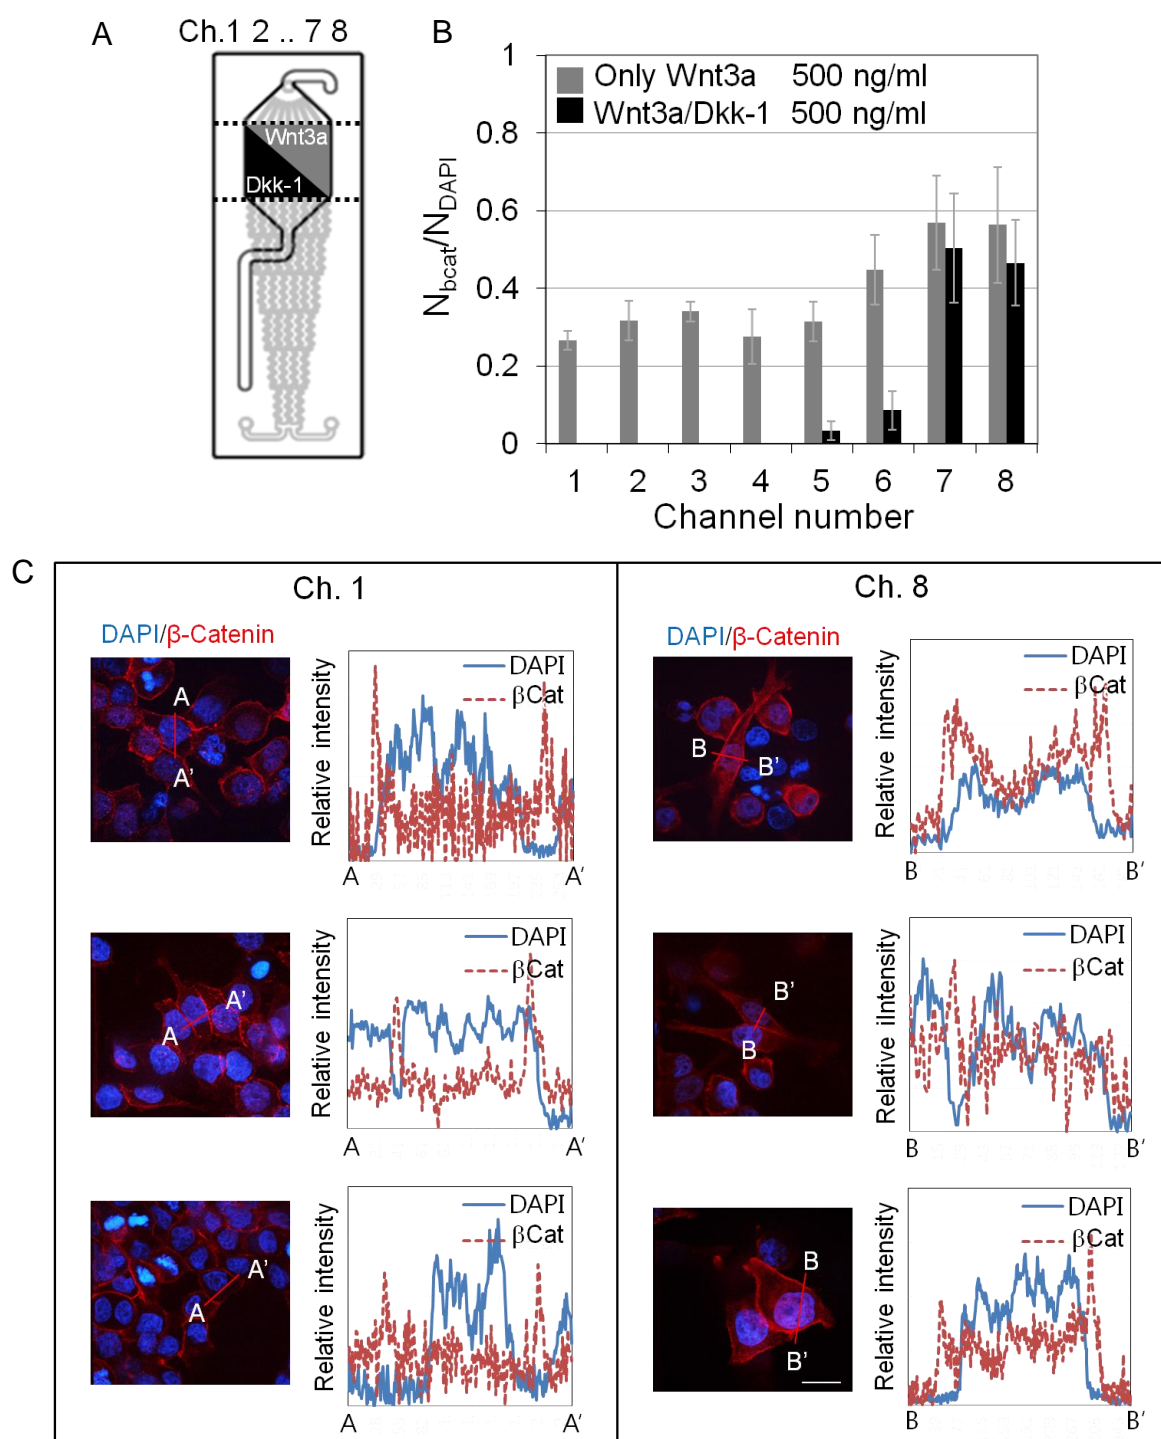 A
Ch.1 2 .. 7 8
Wnt3a
Dkk-1
B
Only Wnt3a 500 ng/ml
Wnt3a/Dkk-1 500 ng/ml
N_bcat/N_DAPI
1
0.8
0.6
0.4
0.2
0
1 2 3 4 5 6 7 8
Channel number
C
Ch. 1
DAPI/β-Catenin
A
A'
Relative intensity
DAPI
βCat
A A'
A'
A
Relative intensity
DAPI
βCat
A A'
A'
A
Relative intensity
DAPI
βCat
A A'
Ch. 8
DAPI/β-Catenin
B
B'
Relative intensity
DAPI
βCat
B B'
B'
B
Relative iIntensity
DAPI
βCat
B B'
B
B'
Relative intensity
DAPI
βCat
B B'